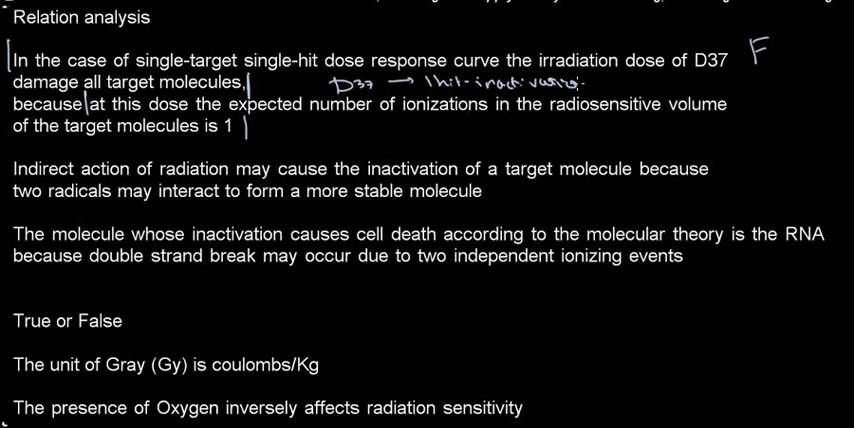 Relation analysis
In the case of single-target single-hit dose response curve the irradiation dose of D37 F
damage all target molecules,
D37 → 1 hit - inactivation
because at this dose the expected number of ionizations in the radiosensitive volume
of the target molecules is 1
Indirect action of radiation may cause the inactivation of a target molecule because
two radicals may interact to form a more stable molecule
The molecule whose inactivation causes cell death according to the molecular theory is the RNA
because double strand break may occur due to two independent ionizing events
True or False
The unit of Gray (Gy) is coulombs/Kg
The presence of Oxygen inversely affects radiation sensitivity